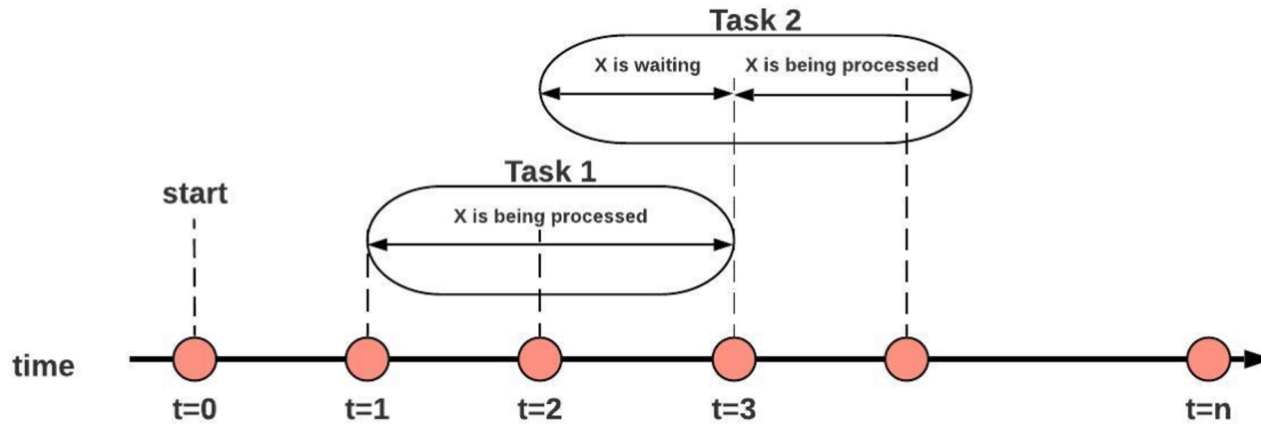 Task 2
X is waiting X is being processed
Task 1
start
X is being processed
time
t=0 t=1 t=2 t=3 t=n